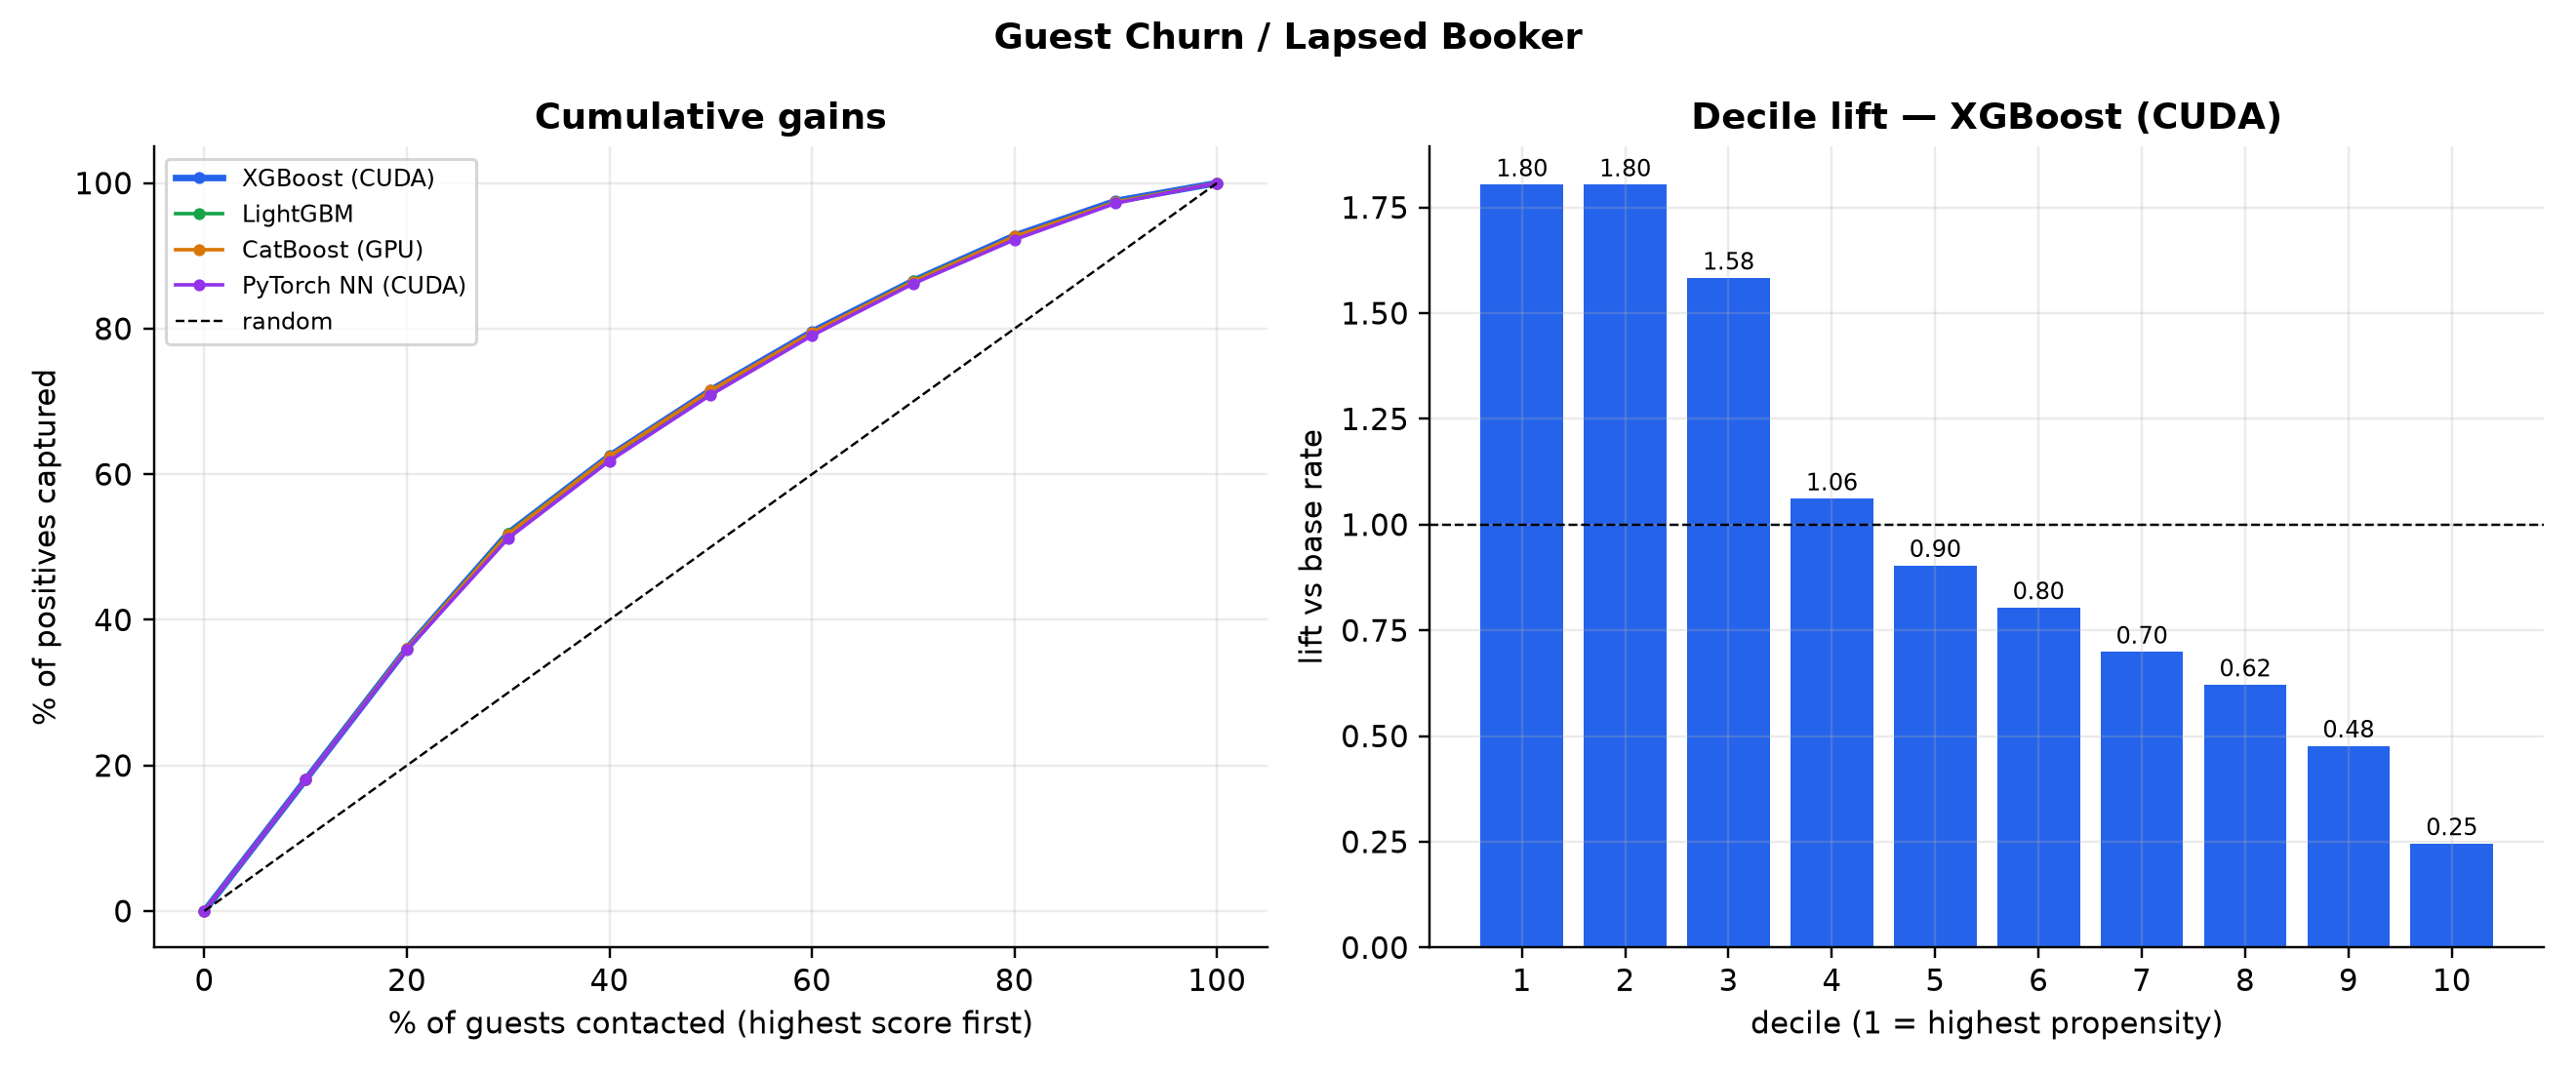 Guest Churn / Lapsed Booker
Cumulative gains
XGBoost (CUDA)
LightGBM
CatBoost (GPU)
PyTorch NN (CUDA)
random
% of positives captured
100
80
60
40
20
0
0 20 40 60 80 100
% of guests contacted (highest score first)
Decile lift — XGBoost (CUDA)
lift vs base rate
1.75
1.50
1.25
1.00
0.75
0.50
0.25
0.00
1.80 1.80 1.58 1.06 0.90 0.80 0.70 0.62 0.48 0.25
1 2 3 4 5 6 7 8 9 10
decile (1 = highest propensity)